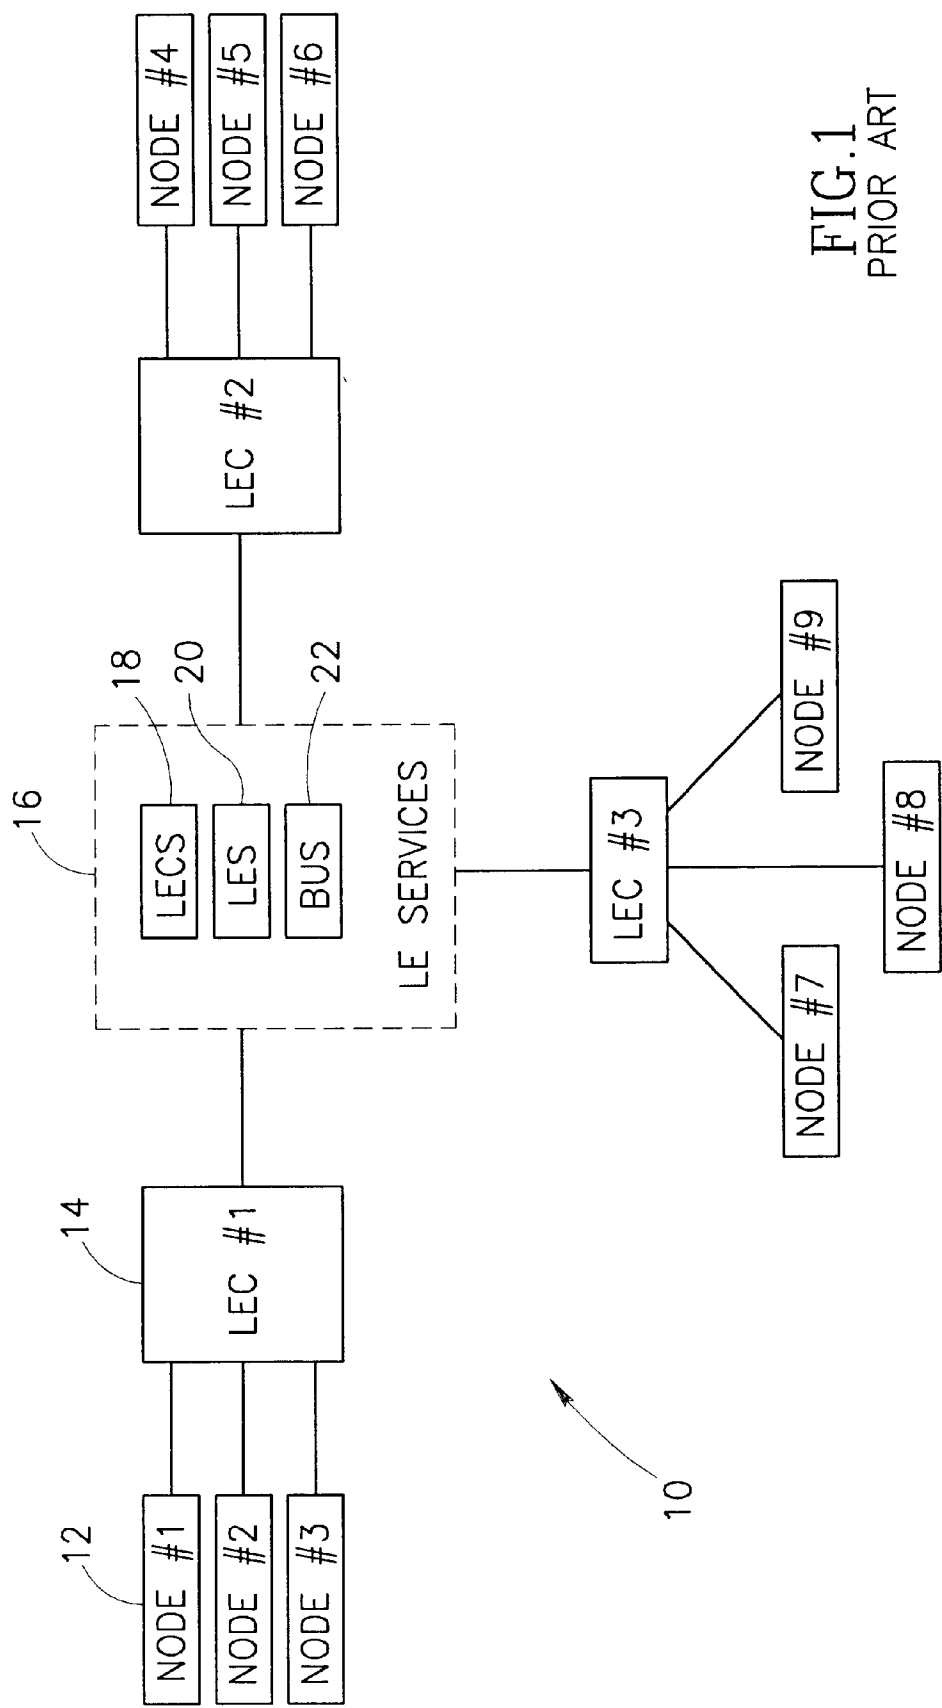 16
18
20
22
14
12
LECS
LES
BUS
LE SERVICES
NODE #1
NODE #2
NODE #3
LEC #1
LEC #2
NODE #4
NODE #5
NODE #6
LEC #3
NODE #7
NODE #8
NODE #9
10
FIG.1
PRIOR ART